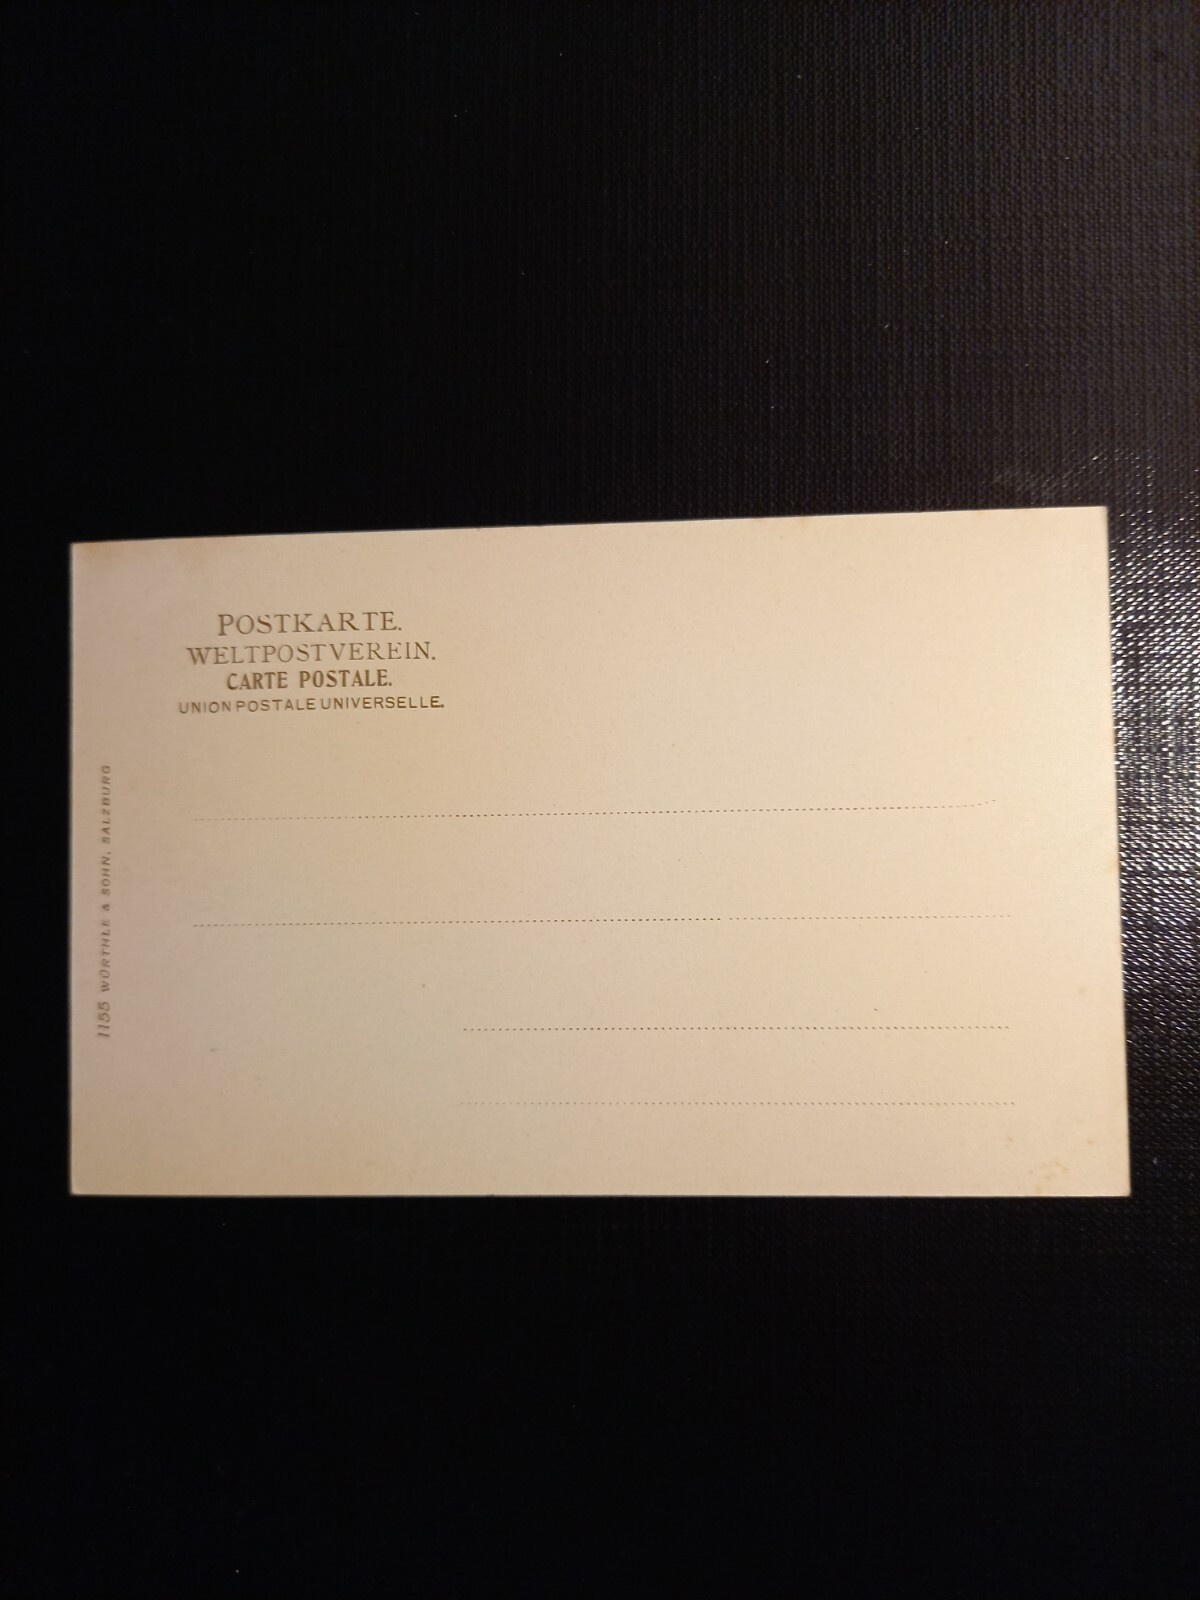 POSTKARTE.
WELTPOSTVEREIN.
CARTE POSTALE.
UNION POSTALE UNIVERSELLE.
1155 WÜRTHLE & SOHN, SALZBURG